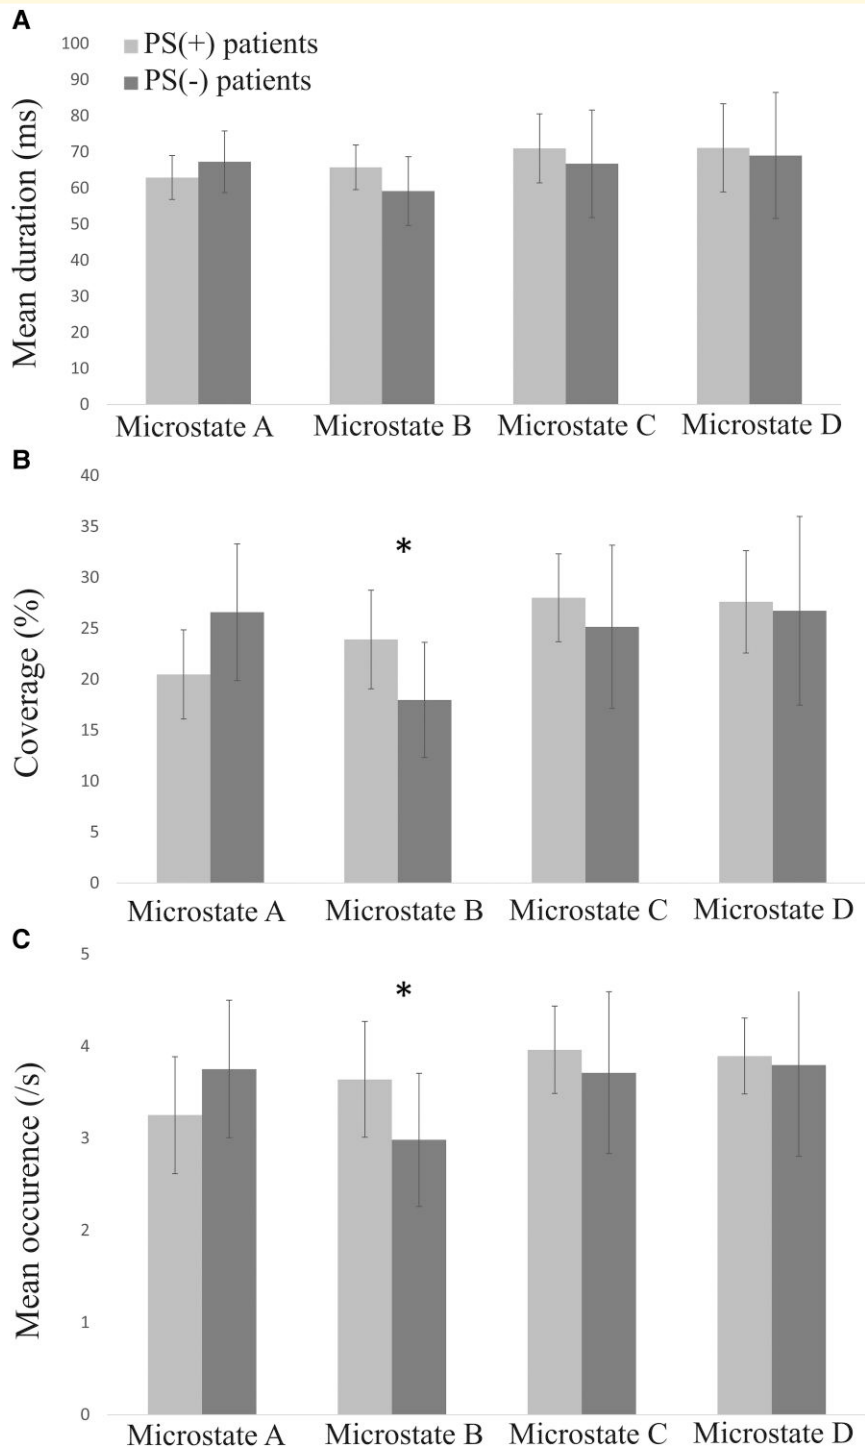 A
Mean duration (ms)
100
90
80
70
60
50
40
30
20
10
0
PS(+) patients
PS(-) patients
Microstate A Microstate B Microstate C Microstate D
B
Coverage (%)
40
35
30
25
20
15
10
5
0
*
Microstate A Microstate B Microstate C Microstate D
C
Mean occurence (/s)
5
4
3
2
1
0
*
Microstate A Microstate B Microstate C Microstate D